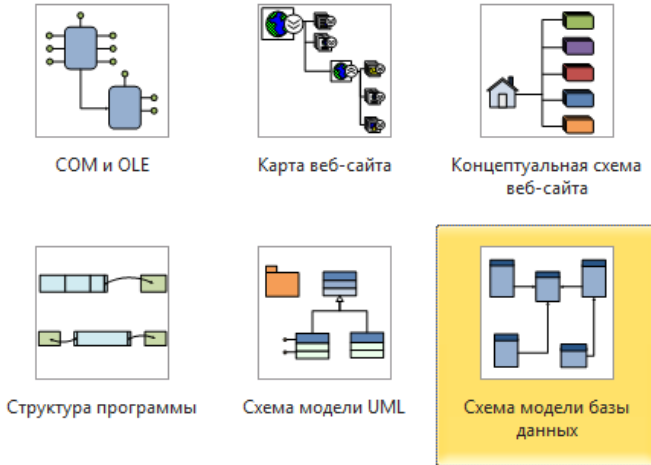 COM и OLE
Карта веб-сайта
Концептуальная схема
веб-сайта
Структура программы
Схема модели UML
Схема модели базы
данных